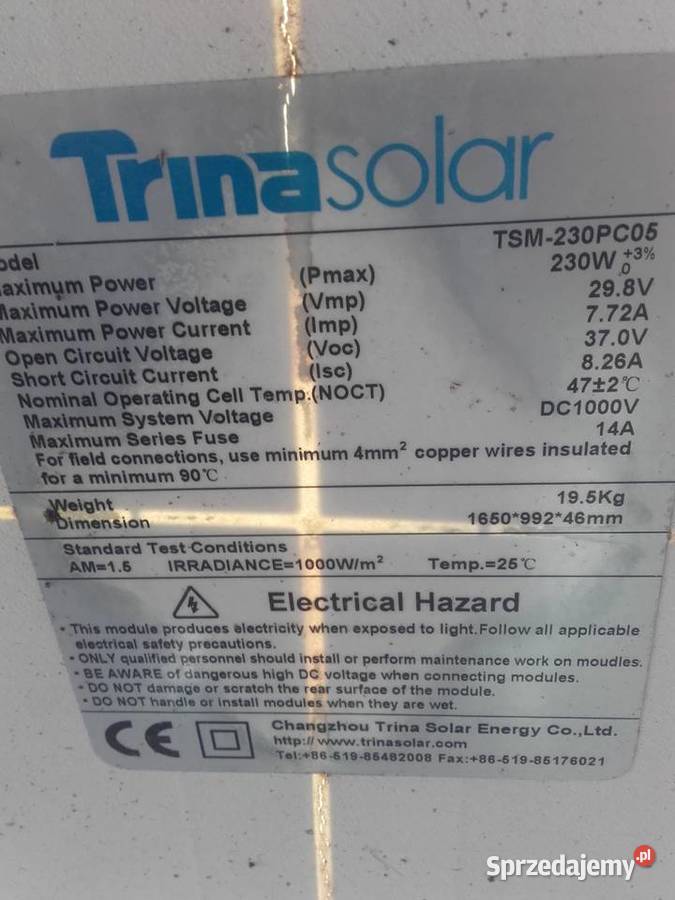 Trinasolar
odel TSM-230PC05
aximum Power (Pmax) 230W +3% 0
Maximum Power Voltage (Vmp) 29.8V
Maximum Power Current (Imp) 7.72A
Open Circuit Voltage (Voc) 37.0V
Short Circuit Current (Isc) 8.26A
Nominal Operating Cell Temp.(NOCT) 47±2℃
Maximum System Voltage DC1000V
Maximum Series Fuse 14A
For field connections, use minimum 4mm² copper wires insulated
for a minimum 90℃
Weight 19.5Kg
Dimension 1650*992*46mm
Standard Test Conditions
AM=1.5 IRRADIANCE=1000W/m² Temp.=25℃
Electrical Hazard
• This module produces electricity when exposed to light.Follow all applicable
electrical safety precautions.
• ONLY qualified personnel should install or perform maintenance work on moudles.
• BE AWARE of dangerous high DC voltage when connecting modules.
• DO NOT damage or scratch the rear surface of the module.
• DO NOT handle or install modules when they are wet.
CE
Changzhou Trina Solar Energy Co.,Ltd.
http://www.trinasolar.com
Tel:+86-519-85482008 Fax:+86-519-85176021
Sprzedajemy.pl